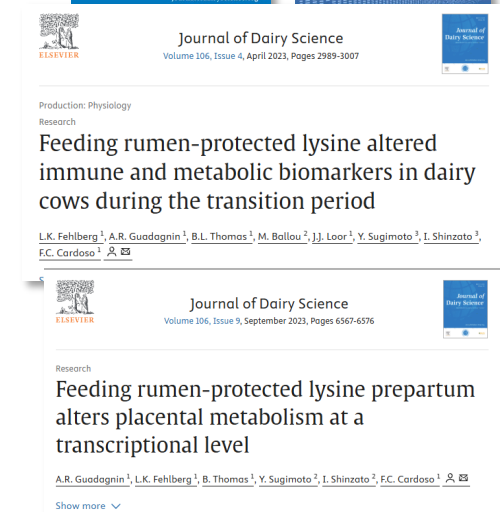 ELSEVIER
Journal of Dairy Science
Volume 106, Issue 4, April 2023, Pages 2989-3007
Journal of
Dairy Science
Production: Physiology
Research
Feeding rumen-protected lysine altered
immune and metabolic biomarkers in dairy
cows during the transition period
L.K. Fehlberg 1, A.R. Guadagnin 1, B.L. Thomas 1, M. Ballou 2, J.J. Loor 1, Y. Sugimoto 3, I. Shinzato 3,
F.C. Cardoso 1
ELSEVIER
Journal of Dairy Science
Volume 106, Issue 9, September 2023, Pages 6567-6576
Journal of
Dairy Science
Research
Feeding rumen-protected lysine prepartum
alters placental metabolism at a
transcriptional level
A.R. Guadagnin 1, L.K. Fehlberg 1, B. Thomas 1, Y. Sugimoto 2, I. Shinzato 2, F.C. Cardoso 1
Show more